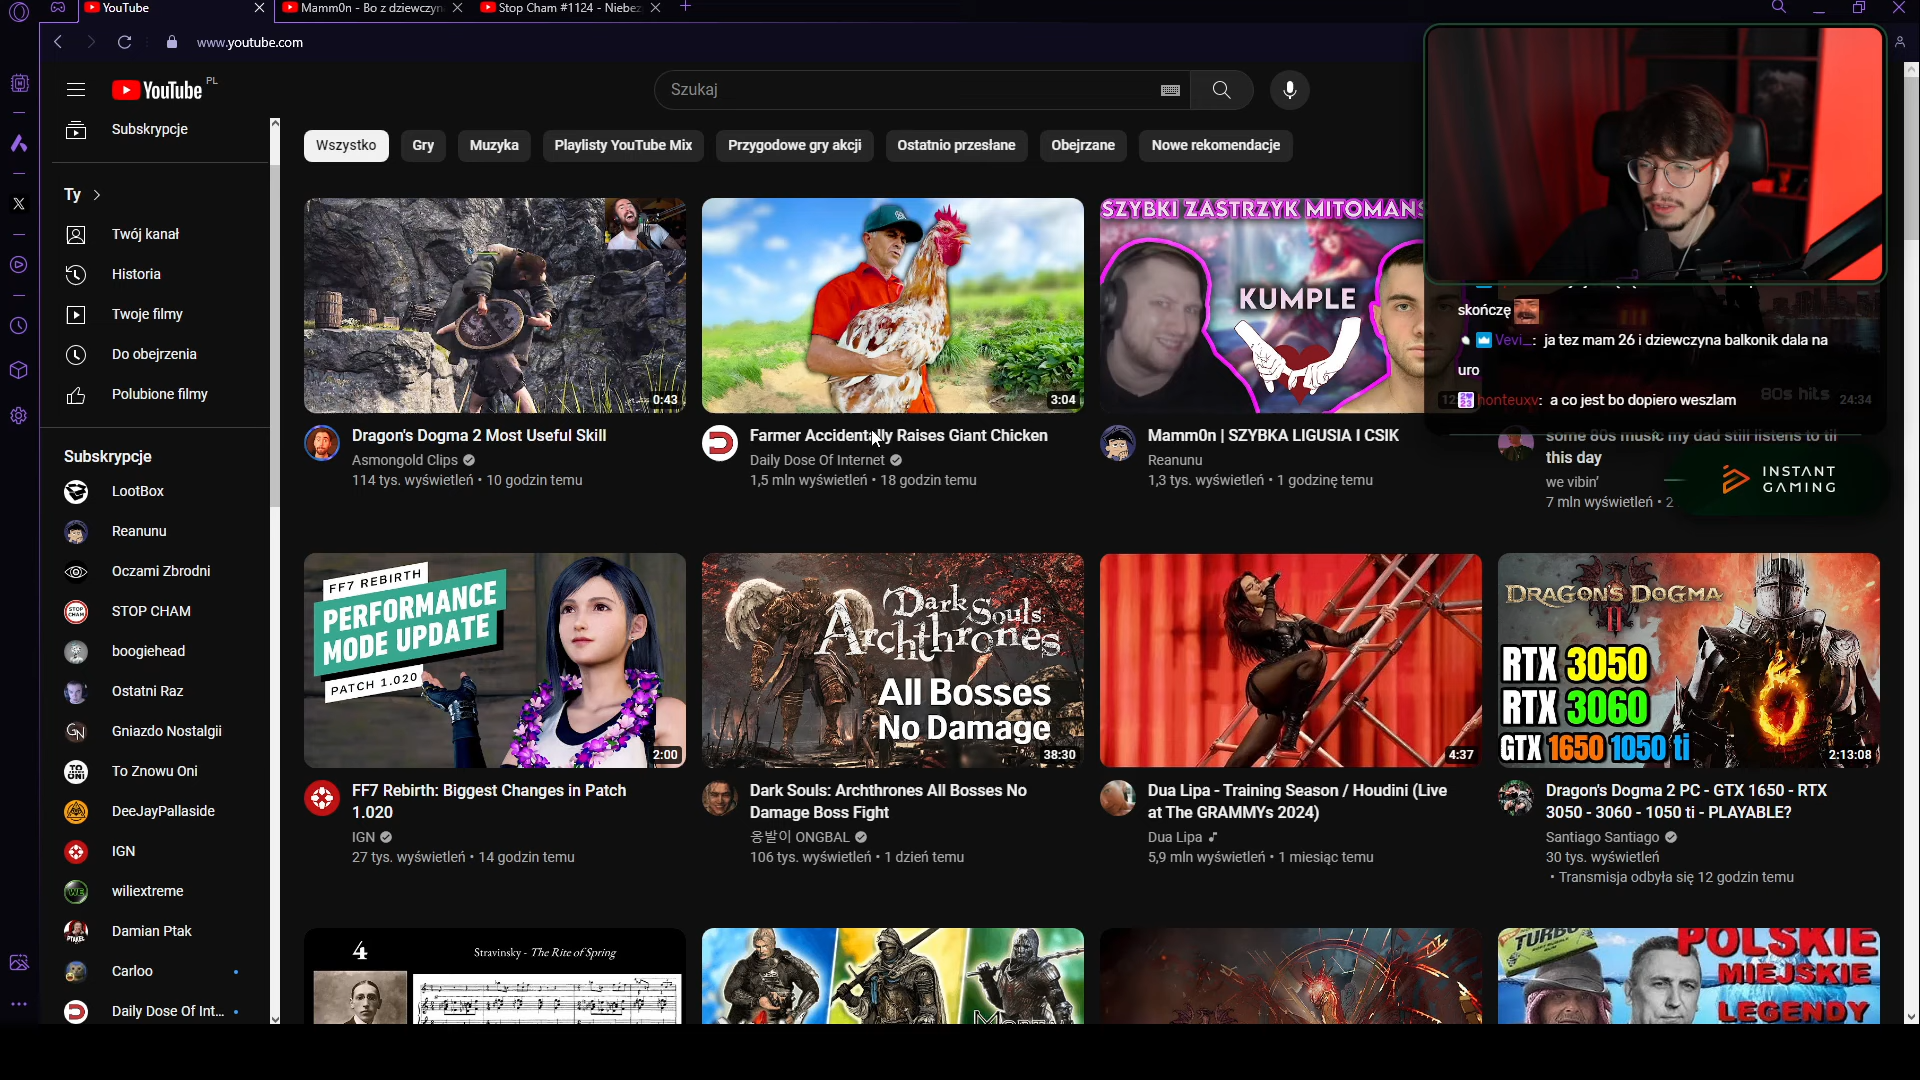 YouTube
Mamm0n - Bo z dziewczyn
Stop Cham #1124 - Niebez
www.youtube.com
YouTube PL
Szukaj
Subskrypcje
Wszystko
Gry
Muzyka
Playlisty YouTube Mix
Przygodowe gry akcji
Ostatnio przesłane
Obejrzane
Nowe rekomendacje
Ty
Twój kanał
Historia
Twoje filmy
Do obejrzenia
Polubione filmy
Subskrypcje
LootBox
Reanunu
Oczami Zbrodni
STOP CHAM
boogiehead
Ostatni Raz
Gniazdo Nostalgii
To Znowu Oni
DeeJayPallaside
IGN
wiliextreme
Damian Ptak
Carloo
Daily Dose Of Int...
0:43
Dragon's Dogma 2 Most Useful Skill
Asmongold Clips
114 tys. wyświetleń • 10 godzin temu
3:04
Farmer Accidentally Raises Giant Chicken
Daily Dose Of Internet
1,5 mln wyświetleń • 18 godzin temu
SZYBKI ZASTRZYK MITOMANS
KUMPLE
Mamm0n | SZYBKA LIGUSIA I CSIK
Reanunu
1,3 tys. wyświetleń • 1 godzinę temu
skończę
Vevi_: ja tez mam 26 i dziewczyna balkonik dala na
uro
honteuxv: a co jest bo dopiero weszlam
80s hits
24:34
some 80s music my dad still listens to til
this day
we vibin'
7 mln wyświetleń • 2
INSTANT
GAMING
FF7 REBIRTH
PERFORMANCE
MODE UPDATE
PATCH 1.020
2:00
FF7 Rebirth: Biggest Changes in Patch
1.020
IGN
27 tys. wyświetleń • 14 godzin temu
Dark Souls:
Archthrones
All Bosses
No Damage
38:30
Dark Souls: Archthrones All Bosses No
Damage Boss Fight
웅발이 ONGBAL
106 tys. wyświetleń • 1 dzień temu
4:37
Dua Lipa - Training Season / Houdini (Live
at The GRAMMYs 2024)
Dua Lipa
5,9 mln wyświetleń • 1 miesiąc temu
DRAGON'S DOGMA
II
RTX 3050
RTX 3060
GTX 1650 1050 ti
2:13:08
Dragon's Dogma 2 PC - GTX 1650 - RTX
3050 - 3060 - 1050 ti - PLAYABLE?
Santiago Santiago
30 tys. wyświetleń
• Transmisja odbyła się 12 godzin temu
4
Stravinsky - The Rite of Spring
TURBO
POLSKIE
MIEJSKIE
LEGENDY